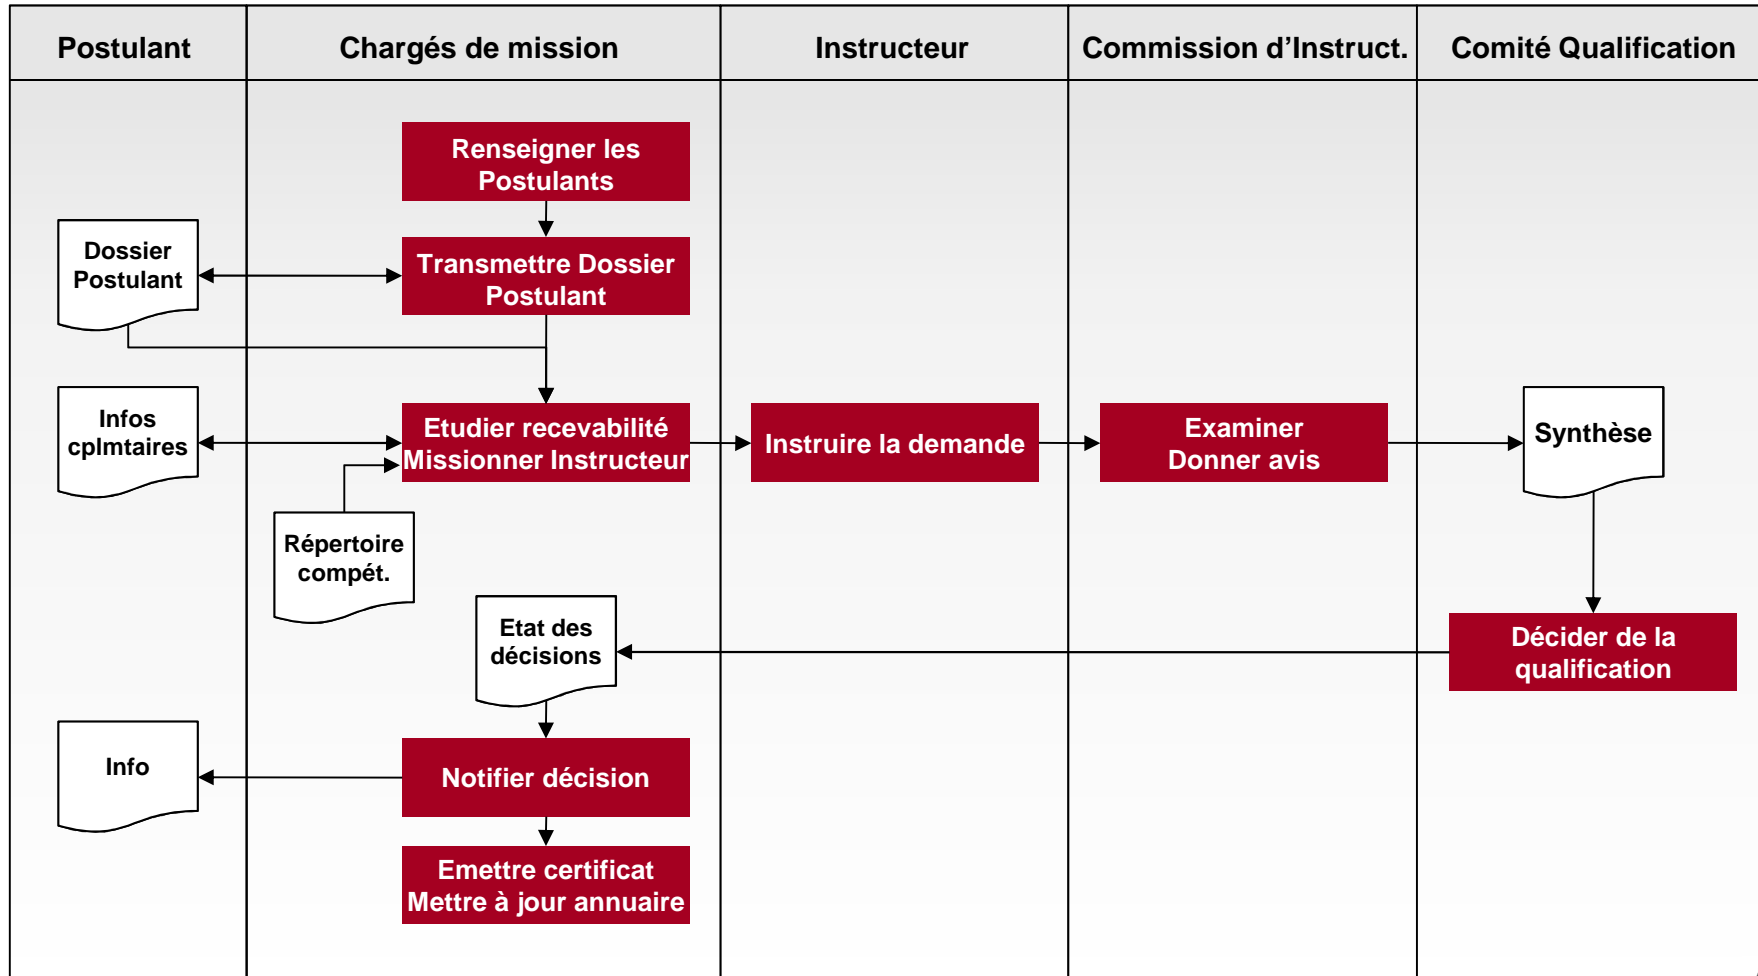 Postulant
Chargés de mission
Instructeur
Commission d'Instruct.
Comité Qualification
Renseigner les
Postulants
Dossier
Postulant
Transmettre Dossier
Postulant
Infos
cplmtaires
Etudier recevabilité
Missionner Instructeur
Instruire la demande
Examiner
Donner avis
Synthèse
Répertoire
compét.
Etat des
décisions
Décider de la
qualification
Info
Notifier décision
Emettre certificat
Mettre à jour annuaire